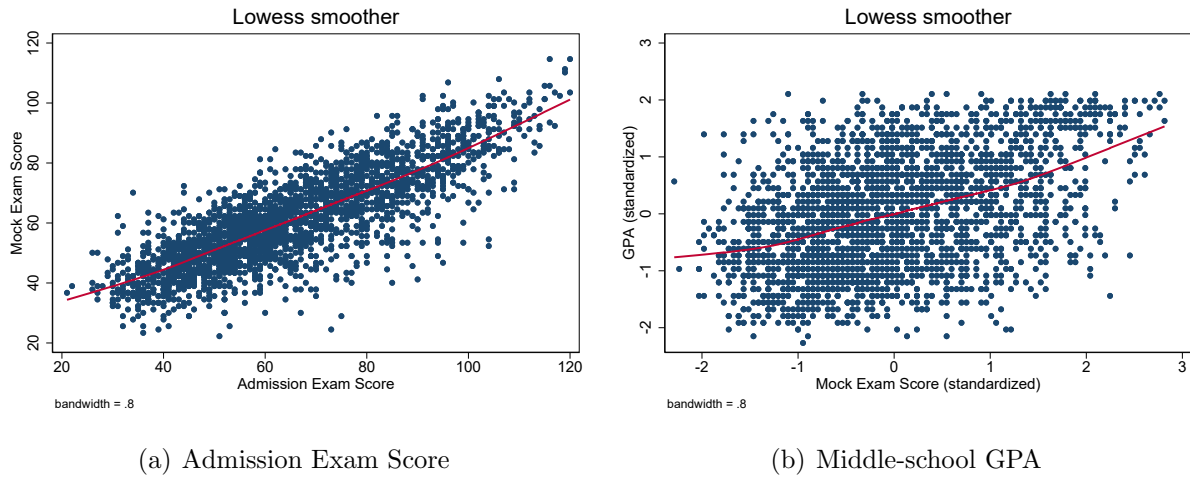 Lowess smoother
Mock Exam Score
120
100
80
60
40
20
20 40 60 80 100 120
Admission Exam Score
bandwidth = .8
(a) Admission Exam Score
Lowess smoother
GPA (standardized)
3
2
1
0
-1
-2
-2 -1 0 1 2 3
Mock Exam Score (standardized)
bandwidth = .8
(b) Middle-school GPA